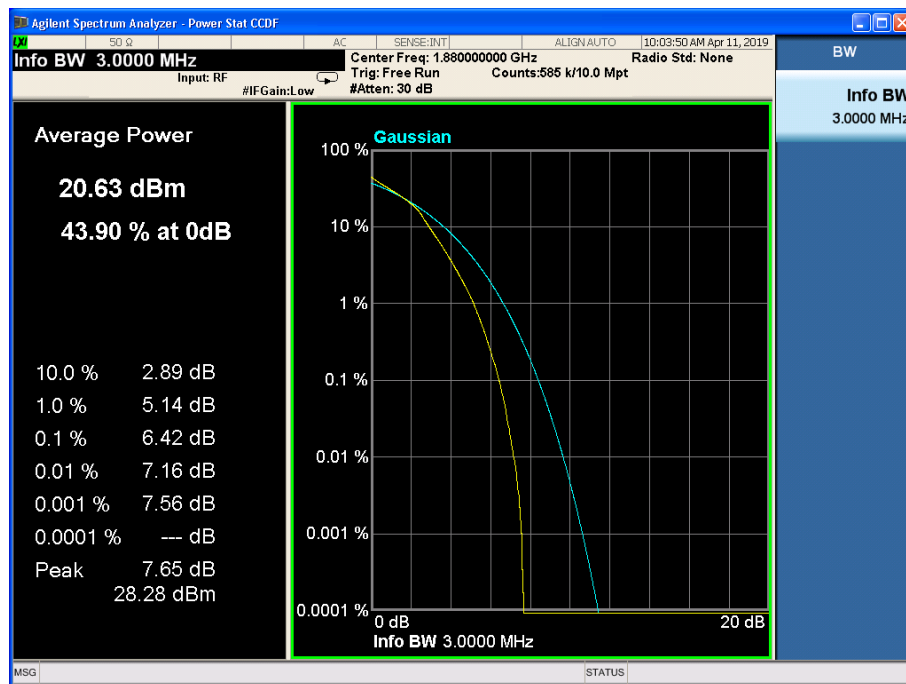 Agilent Spectrum Analyzer - Power Stat CCDF
LXI 50 Ω AC SENSE:INT ALIGN AUTO 10:03:50 AM Apr 11, 2019
Info BW 3.0000 MHz
Center Freq: 1.880000000 GHz Radio Std: None
Input: RF Trig: Free Run Counts:585 k/10.0 Mpt
#IFGain:Low #Atten: 30 dB
BW
Info BW
3.0000 MHz
Average Power
20.63 dBm
43.90 % at 0dB
10.0 % 2.89 dB
1.0 % 5.14 dB
0.1 % 6.42 dB
0.01 % 7.16 dB
0.001 % 7.56 dB
0.0001 % --- dB
Peak 7.65 dB
28.28 dBm
Gaussian
100 %
10 %
1 %
0.1 %
0.01 %
0.001 %
0.0001 %
0 dB 20 dB
Info BW 3.0000 MHz
MSG STATUS